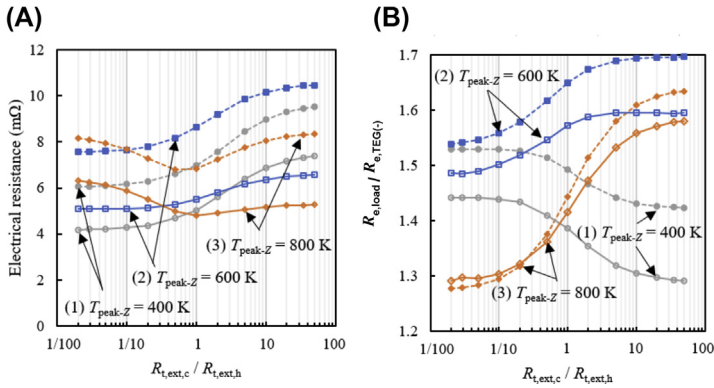 (A)
Electrical resistance (mΩ)
12
10
8
6
4
2
0
(3) Tpeak-Z = 800 K
(2) Tpeak-Z = 600 K
(1) Tpeak-Z = 400 K
1/100
1/10
1
10
100
Rt,ext,c / Rt,ext,h
(B)
Re,load / Re,TEG(-)
1.7
1.6
1.5
1.4
1.3
1.2
(2) Tpeak-Z = 600 K
(1) Tpeak-Z = 400 K
(3) Tpeak-Z = 800 K
1/100
1/10
1
10
100
Rt,ext,c / Rt,ext,h